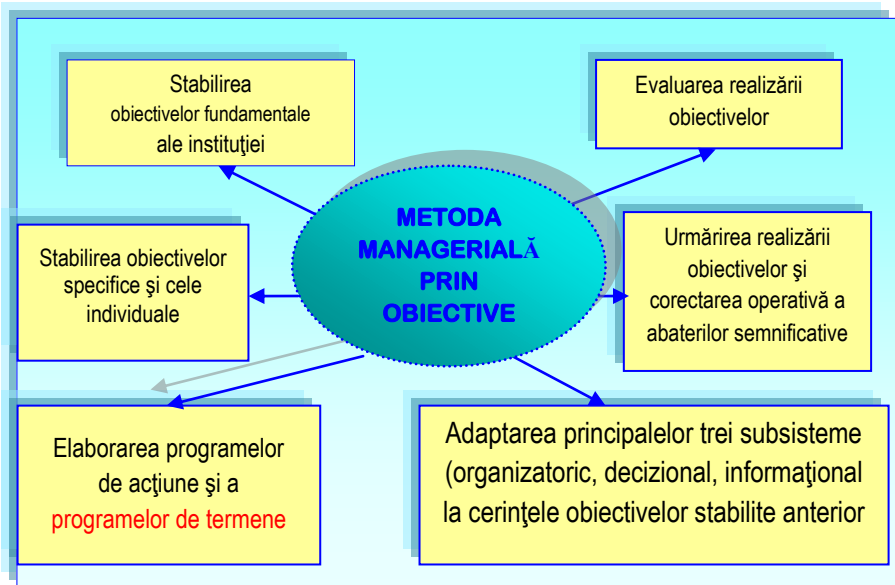 Stabilirea
obiectivelor fundamentale
ale instituţiei
Evaluarea realizării
obiectivelor
METODA
MANAGERIALĂ
PRIN
OBIECTIVE
Stabilirea obiectivelor
specifice şi cele
individuale
Urmărirea realizării
obiectivelor şi
corectarea operativă a
abaterilor semnificative
Elaborarea programelor
de acţiune şi a
programelor de termene
Adaptarea principalelor trei subsisteme
(organizatoric, decizional, informaţional
la cerinţele obiectivelor stabilite anterior